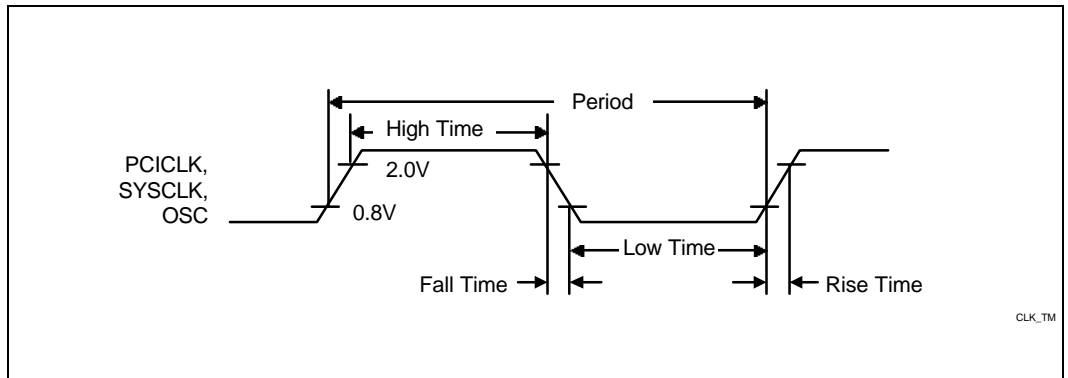 Period
High Time
PCICLK,
SYSCLK,
OSC
2.0V
0.8V
Low Time
Fall Time
Rise Time
CLK_TM